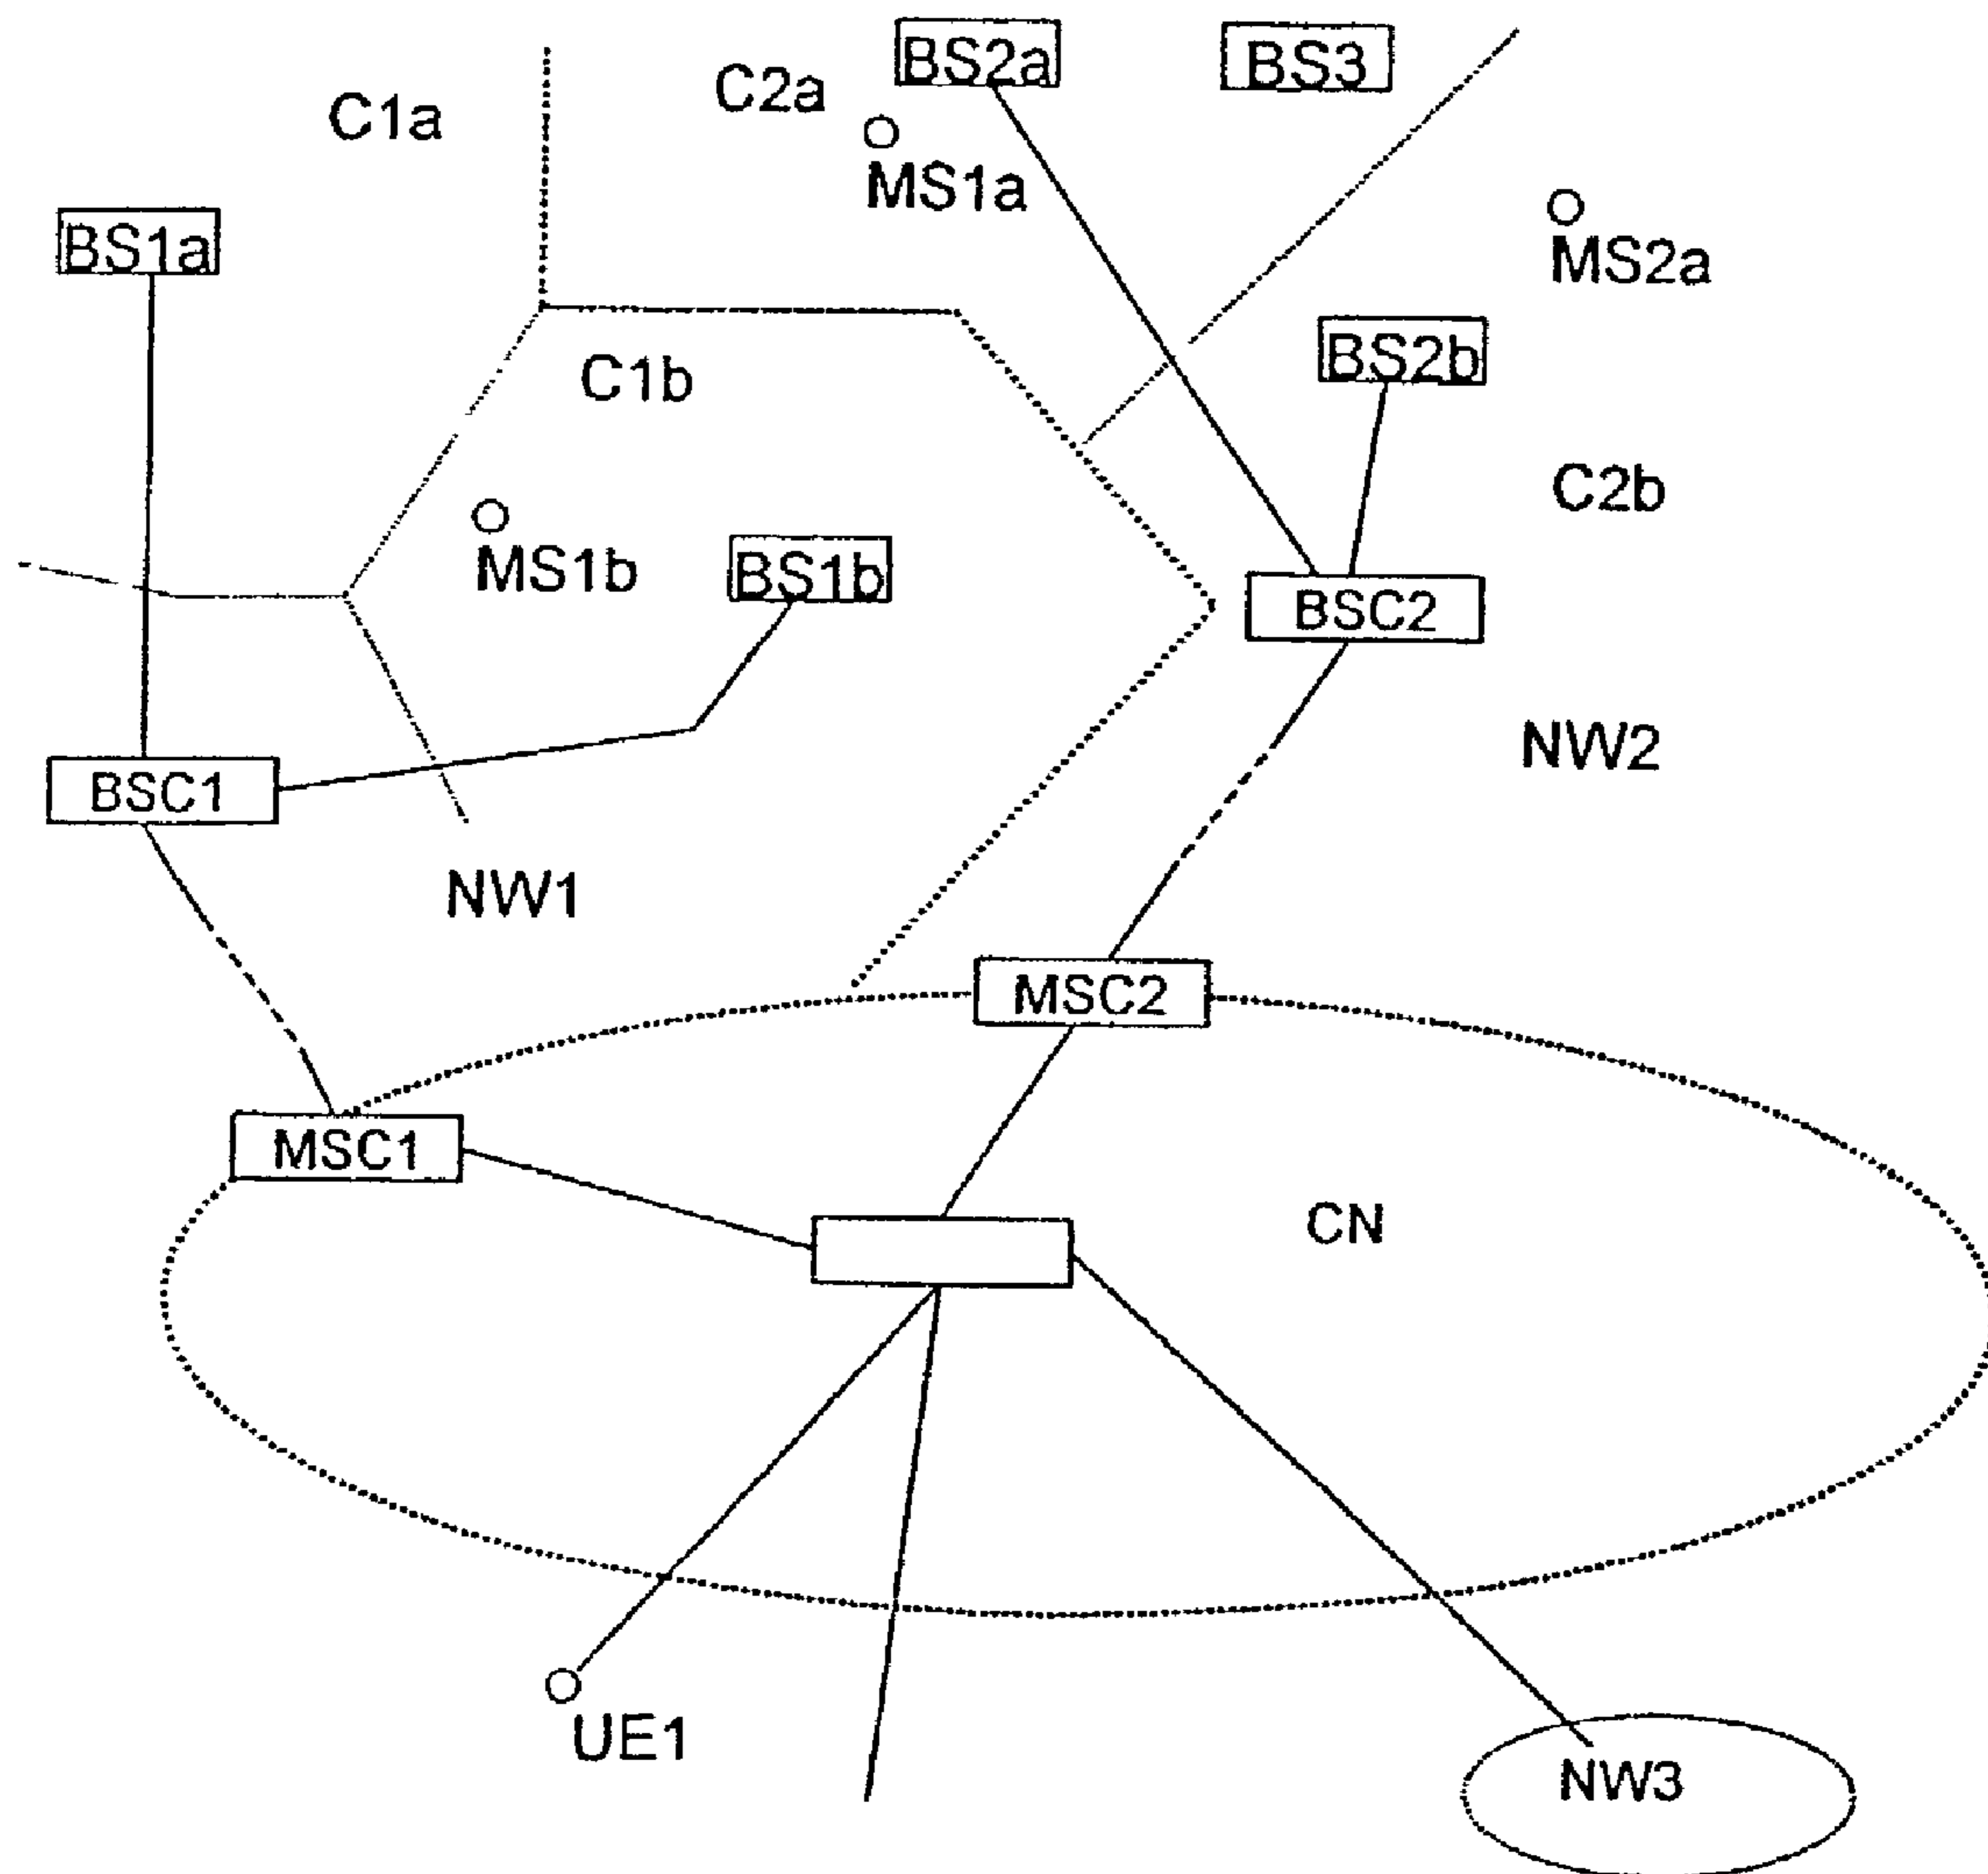 BS2a
BS3
C2a
C1a
MS1a
BS1a
MS2a
BS2b
C1b
C2b
MS1b
BS1b
BSC2
NW2
BSC1
NW1
MSC2
MSC1
CN
UE1
NW3